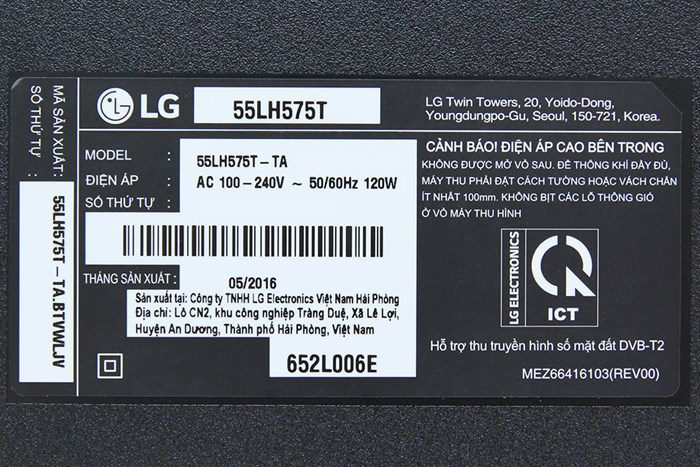 MÃ SẢN XUẤT:
SỐ THỨ TỰ :
55LH575T-TA.BTVWLJV
LG
55LH575T
LG Twin Towers, 20, Yoido-Dong,
Youngdungpo-Gu, Seoul, 150-721, Korea.
MODEL : 55LH575T-TA
ĐIỆN ÁP : AC 100-240V ~ 50/60Hz 120W
SỐ THỨ TỰ :
THÁNG SẢN XUẤT : 05/2016
Sản xuất tại: Công ty TNHH LG Electronics Việt Nam Hải Phòng
Địa chỉ: Lô CN2, khu công nghiệp Tràng Duệ, Xã Lê Lợi,
Huyện An Dương, Thành phố Hải Phòng, Việt Nam
652L006E
CẢNH BÁO! ĐIỆN ÁP CAO BÊN TRONG
KHÔNG ĐƯỢC MỞ VỎ SAU. ĐỂ THÔNG KHÍ ĐẦY ĐỦ,
MÁY THU PHẢI ĐẶT CÁCH TƯỜNG HOẶC VÁCH CHẮN
ÍT NHẤT 100mm. KHÔNG BỊT CÁC LỖ THÔNG GIÓ
Ở VỎ MÁY THU HÌNH
LG ELECTRONICS
ICT
Hỗ trợ thu truyền hình số mặt đất DVB-T2
MEZ66416103(REV00)